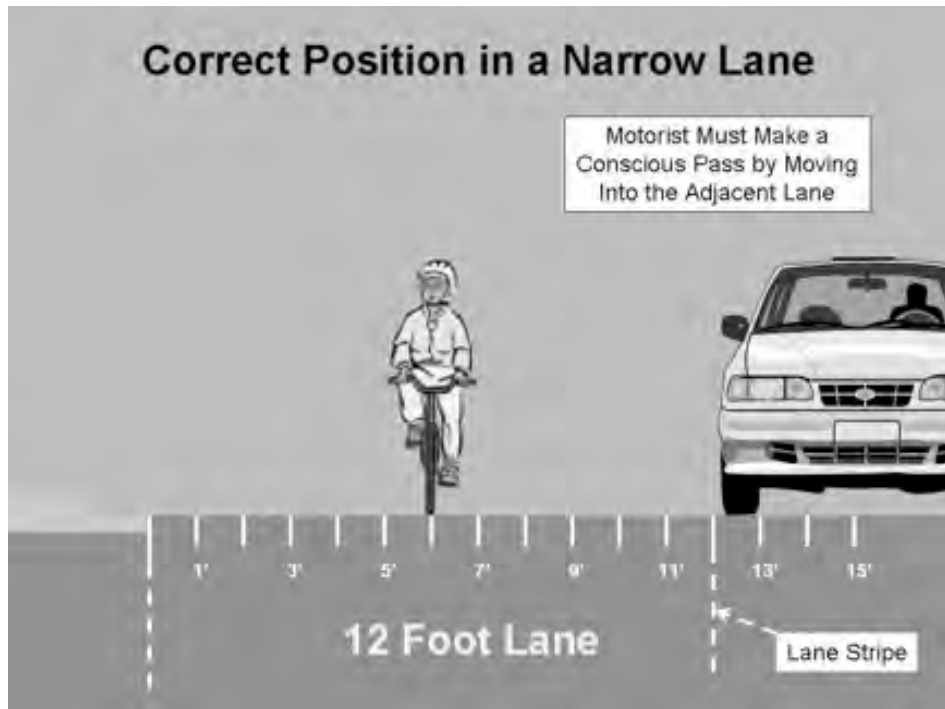 Correct Position in a Narrow Lane
Motorist Must Make a
Conscious Pass by Moving
Into the Adjacent Lane
1' 3' 5' 7' 9' 11' 13' 15'
12 Foot Lane
Lane Stripe